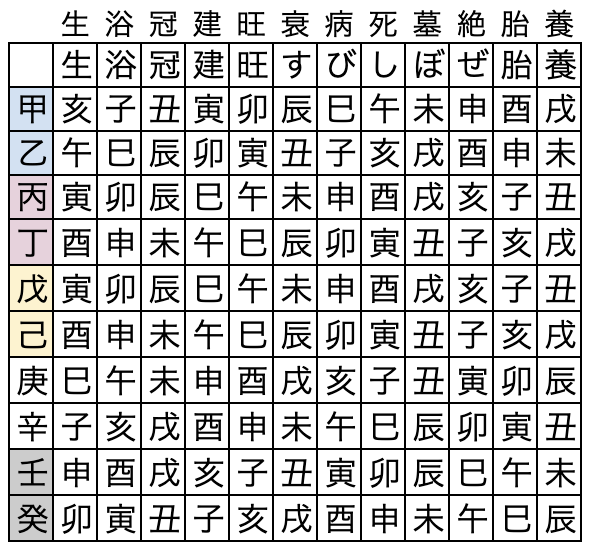 生 浴 冠 建 旺 衰 病 死 墓 絶 胎 養
生 浴 冠 建 旺 す び し ぼ ぜ 胎 養
甲 亥 子 丑 寅 卯 辰 巳 午 未 申 酉 戌
乙 午 巳 辰 卯 寅 丑 子 亥 戌 酉 申 未
丙 寅 卯 辰 巳 午 未 申 酉 戌 亥 子 丑
丁 酉 申 未 午 巳 辰 卯 寅 丑 子 亥 戌
戊 寅 卯 辰 巳 午 未 申 酉 戌 亥 子 丑
己 酉 申 未 午 巳 辰 卯 寅 丑 子 亥 戌
庚 巳 午 未 申 酉 戌 亥 子 丑 寅 卯 辰
辛 子 亥 戌 酉 申 未 午 巳 辰 卯 寅 丑
壬 申 酉 戌 亥 子 丑 寅 卯 辰 巳 午 未
癸 卯 寅 丑 子 亥 戌 酉 申 未 午 巳 辰